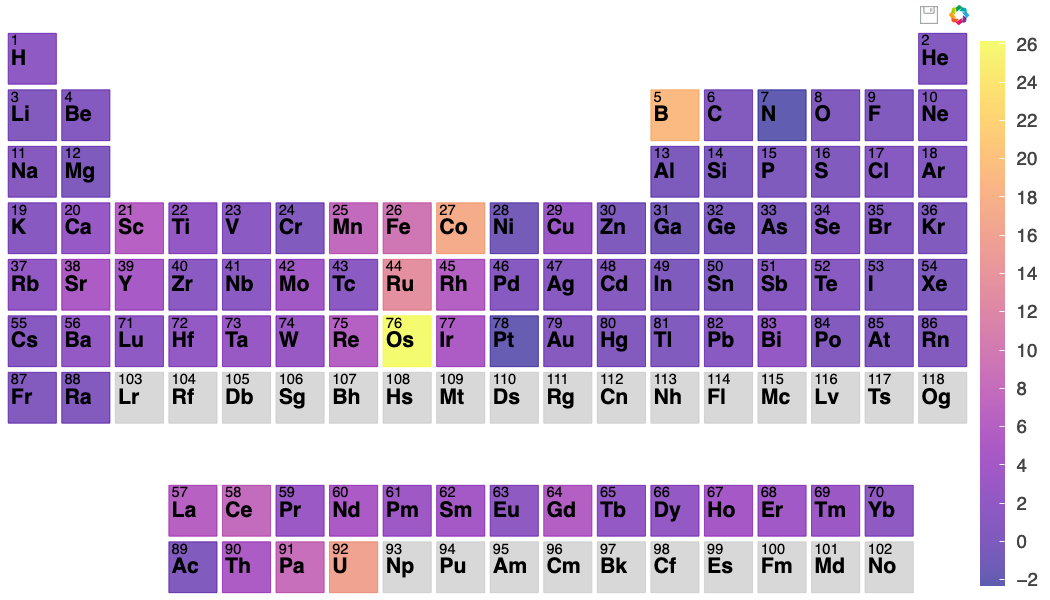 1 2
H He
26
3 4 5 6 7 8 9 10
Li Be B C N O F Ne
24
22
11 12 13 14 15 16 17 18
Na Mg Al Si P S Cl Ar
20
18
19 20 21 22 23 24 25 26 27 28 29 30 31 32 33 34 35 36
K Ca Sc Ti V Cr Mn Fe Co Ni Cu Zn Ga Ge As Se Br Kr
16
37 38 39 40 41 42 43 44 45 46 47 48 49 50 51 52 53 54
Rb Sr Y Zr Nb Mo Tc Ru Rh Pd Ag Cd In Sn Sb Te I Xe
14
12
55 56 71 72 73 74 75 76 77 78 79 80 81 82 83 84 85 86
Cs Ba Lu Hf Ta W Re Os Ir Pt Au Hg Tl Pb Bi Po At Rn
10
87 88 103 104 105 106 107 108 109 110 111 112 113 114 115 116 117 118
Fr Ra Lr Rf Db Sg Bh Hs Mt Ds Rg Cn Nh Fl Mc Lv Ts Og
8
6
4
57 58 59 60 61 62 63 64 65 66 67 68 69 70
La Ce Pr Nd Pm Sm Eu Gd Tb Dy Ho Er Tm Yb
2
0
89 90 91 92 93 94 95 96 97 98 99 100 101 102
Ac Th Pa U Np Pu Am Cm Bk Cf Es Fm Md No
−2